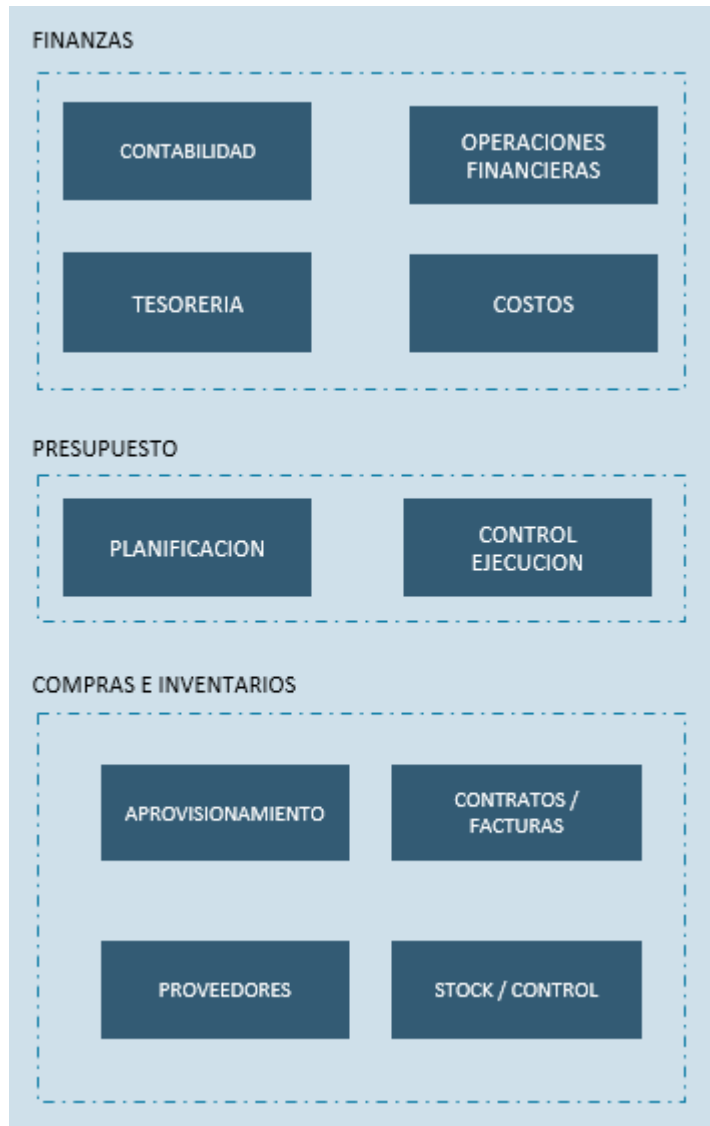 FINANZAS
CONTABILIDAD
OPERACIONES
FINANCIERAS
TESORERIA
COSTOS
PRESUPUESTO
PLANIFICACION
CONTROL
EJECUCION
COMPRAS E INVENTARIOS
APROVISIONAMIENTO
CONTRATOS /
FACTURAS
PROVEEDORES
STOCK / CONTROL